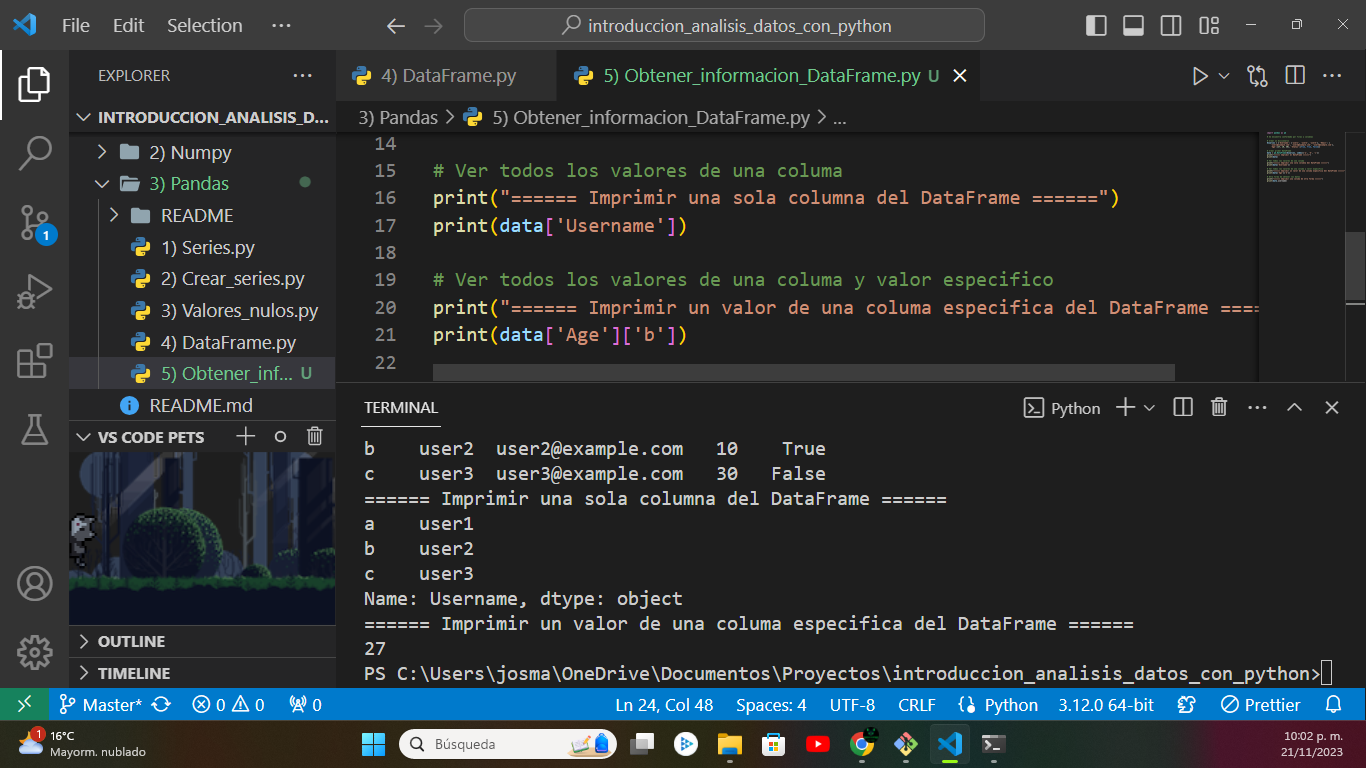 File Edit Selection ··· introduccion_analisis_datos_con_python
EXPLORER ···
INTRODUCCION_ANALISIS_D...
2) Numpy
3) Pandas
README
1) Series.py
2) Crear_series.py
3) Valores_nulos.py
4) DataFrame.py
5) Obtener_inf... U
README.md
VS CODE PETS
OUTLINE
TIMELINE
1
4) DataFrame.py 5) Obtener_informacion_DataFrame.py U
3) Pandas > 5) Obtener_informacion_DataFrame.py > ...
14
15 # Ver todos los valores de una columa
16 print("====== Imprimir una sola columna del DataFrame ======")
17 print(data['Username'])
18
19 # Ver todos los valores de una columa y valor especifico
20 print("====== Imprimir un valor de una columa especifica del DataFrame ====
21 print(data['Age']['b'])
22
TERMINAL Python
b user2 user2@example.com 10 True
c user3 user3@example.com 30 False
====== Imprimir una sola columna del DataFrame ======
a user1
b user2
c user3
Name: Username, dtype: object
====== Imprimir un valor de una columa especifica del DataFrame ======
27
PS C:\Users\josma\OneDrive\Documentos\Proyectos\introduccion_analisis_datos_con_python>
Master* 0 0 0 Ln 24, Col 48 Spaces: 4 UTF-8 CRLF Python 3.12.0 64-bit Prettier
1 16°C
Mayorm. nublado
Búsqueda
10:02 p. m.
21/11/2023